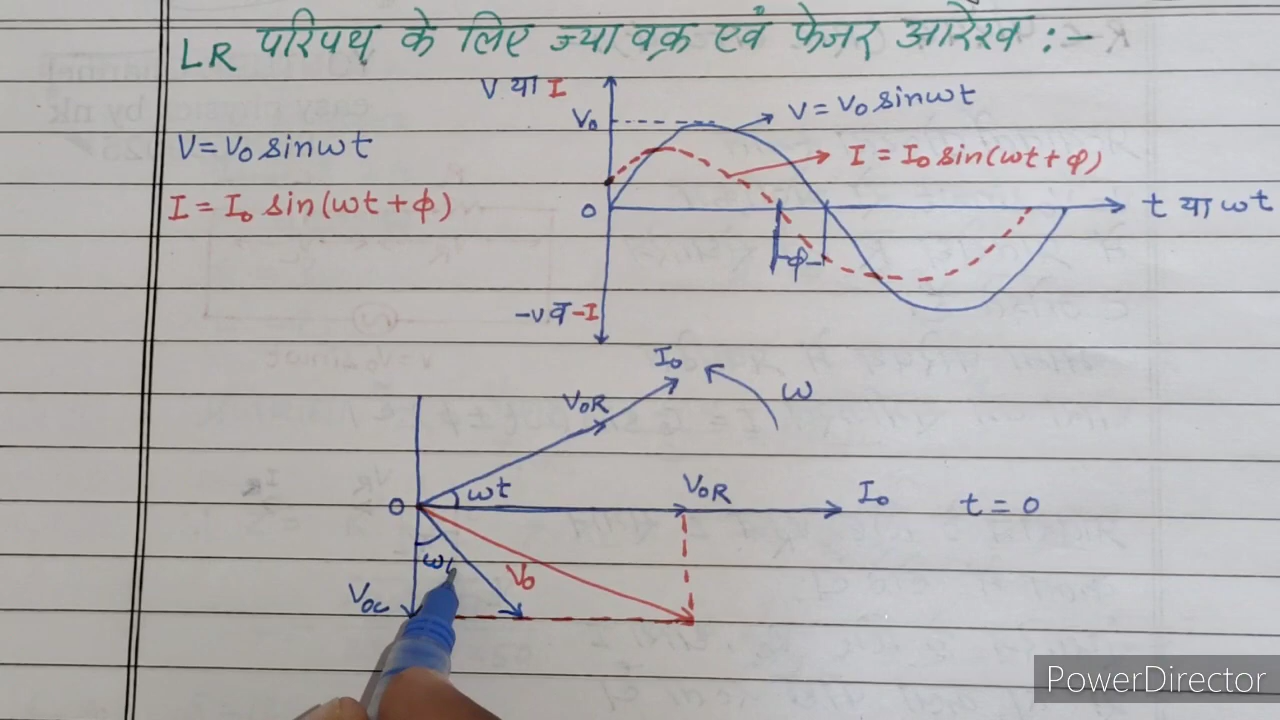 LR परिपथ के लिए ज्या वक्र एवं फेजर आरेख :-
V या I
V₀
V = V₀ sinωt
V = V₀ sinωt
I = I₀ sin(ωt + φ)
I = I₀ sin(ωt + φ)
0
t या ωt
φ
-V व -I
I₀
V₀R
ω
ωt
V₀R
I₀
t = 0
0
V₀
V₀c
PowerDirector